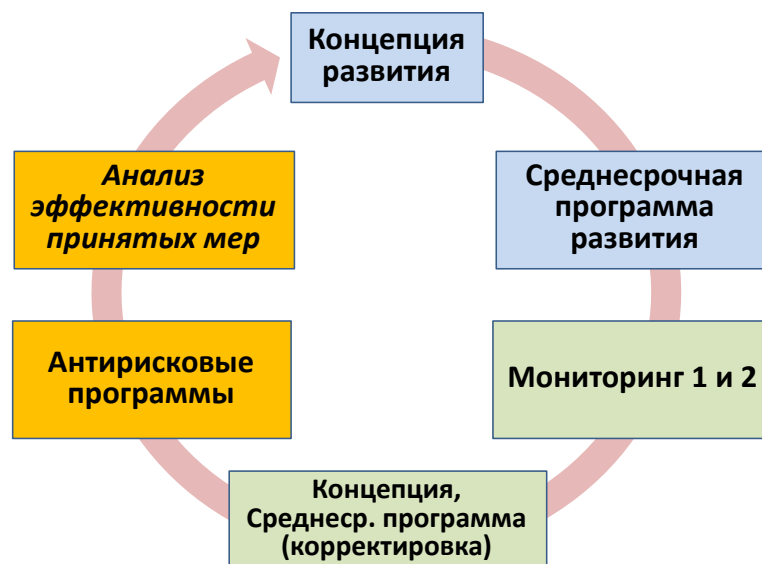 Концепция
развития
Среднесрочная
программа
развития
Мониторинг 1 и 2
Концепция,
Среднеср. программа
(корректировка)
Антирисковые
программы
Анализ
эффективности
принятых мер